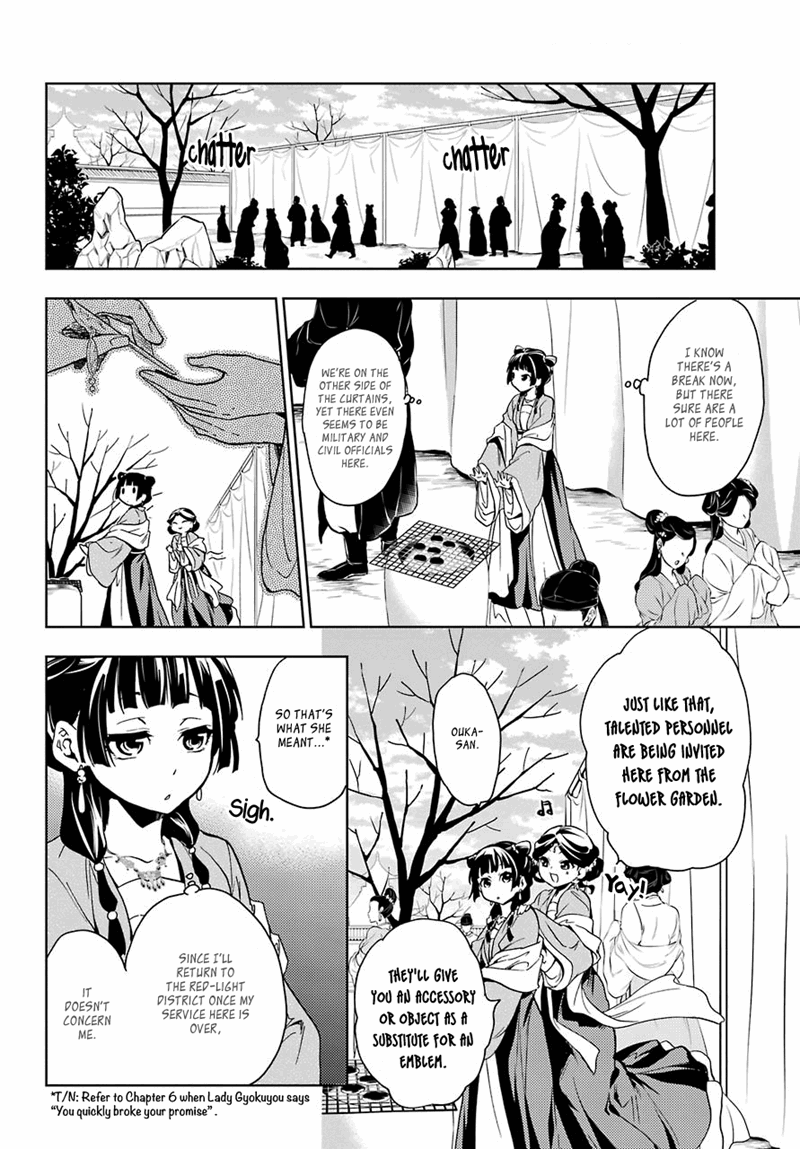 chatter
chatter
I KNOW
THERE'S A
BREAK NOW,
BUT THERE
SURE ARE A
LOT OF PEOPLE
HERE.
WE'RE ON THE
OTHER SIDE OF
THE CURTAINS,
YET THERE EVEN
SEEMS TO BE
MILITARY AND
CIVIL OFFICIALS
HERE.
JUST LIKE THAT,
TALENTED PERSONNEL
ARE BEING INVITED
HERE FROM THE
FLOWER GARDEN.
OUKA-
SAN.
Yay!
THEY'LL GIVE
YOU AN ACCESSORY
OR OBJECT AS A
SUBSTITUTE FOR AN
EMBLEM.
SO THAT'S
WHAT SHE
MEANT...*
Sigh.
SINCE I'LL
RETURN TO
THE RED-LIGHT
DISTRICT ONCE MY
SERVICE HERE IS
OVER,
IT
DOESN'T
CONCERN
ME.
*T/N: Refer to Chapter 6 when Lady Gyokuyou says
"You quickly broke your promise" .